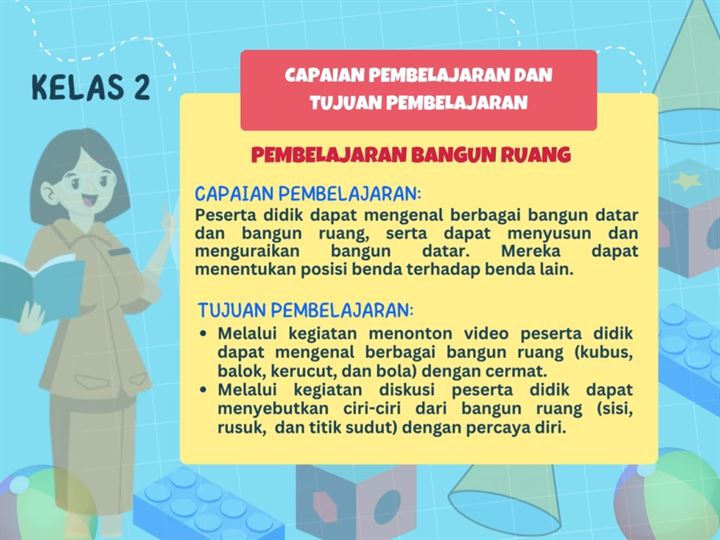 KELAS 2
CAPAIAN PEMBELAJARAN DAN
TUJUAN PEMBELAJARAN
PEMBELAJARAN BANGUN RUANG
CAPAIAN PEMBELAJARAN:
Peserta didik dapat mengenal berbagai bangun datar
dan bangun ruang, serta dapat menyusun dan
menguraikan bangun datar. Mereka dapat
menentukan posisi benda terhadap benda lain.
TUJUAN PEMBELAJARAN:
• Melalui kegiatan menonton video peserta didik
dapat mengenal berbagai bangun ruang (kubus,
balok, kerucut, dan bola) dengan cermat.
• Melalui kegiatan diskusi peserta didik dapat
menyebutkan ciri-ciri dari bangun ruang (sisi,
rusuk, dan titik sudut) dengan percaya diri.